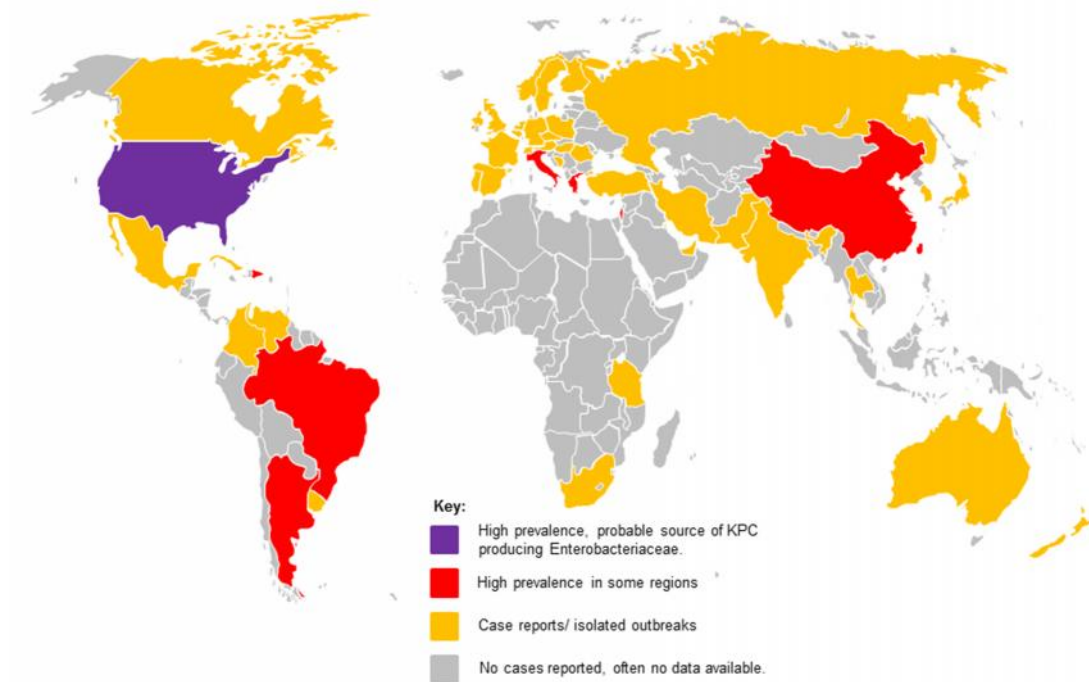 Key:
High prevalence, probable source of KPC
producing Enterobacteriaceae.
High prevalence in some regions
Case reports/ isolated outbreaks
No cases reported, often no data available.